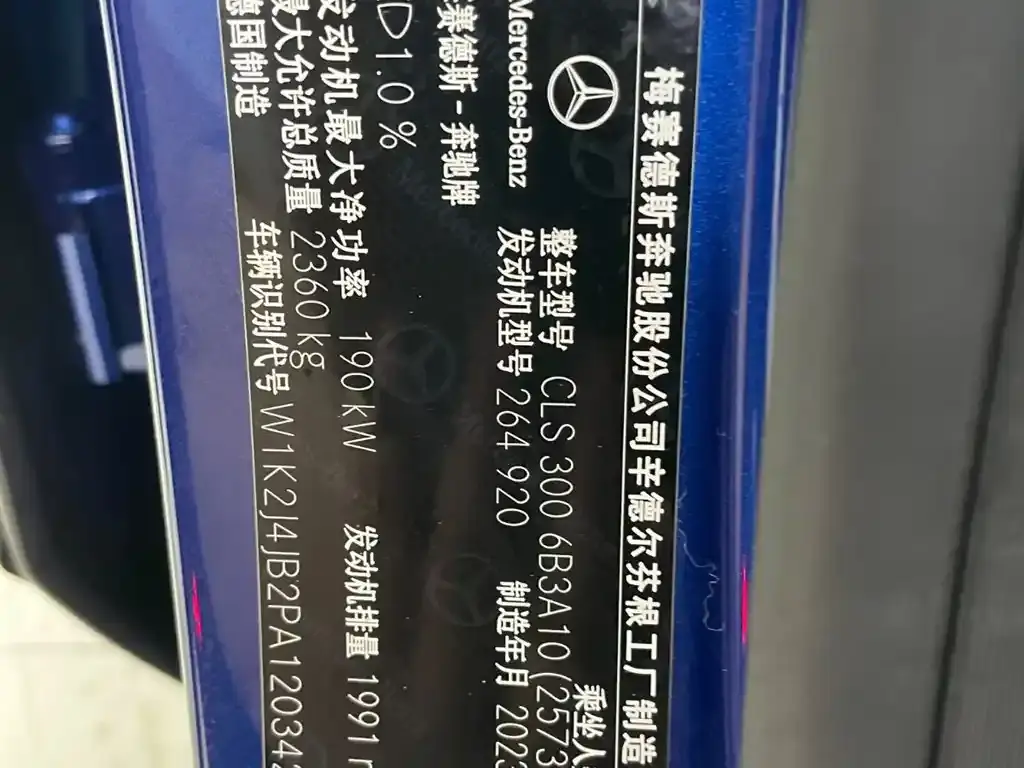 梅赛德斯奔驰股份公司辛德尔芬根工厂制造
Mercedes-Benz
赛德斯-奔驰牌
乘坐人
整车型号 CLS 300 6B3A10(2573
发动机型号 264 920
制造年月 2023
1.0 %
发动机最大净功率 190 kW
发动机排量 1991
最大允许总质量 2360 kg
德国制造
车辆识别代号 W1K2J4JB2PA12034